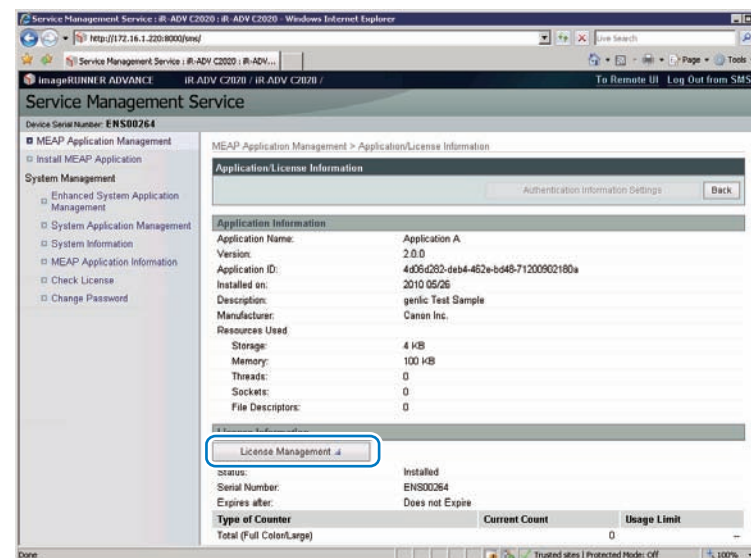 Service Management Service : iR-ADV C2020 : iR-ADV C2020 - Windows Internet Explorer
http://172.16.1.220:8000/sms/
Live Search
Service Management Service : iR-ADV C2020 : iR-ADV...
Page Tools
imageRUNNER ADVANCE iR-ADV C2020 / iR-ADV C2020 / To Remote UI Log Out from SMS
Service Management Service
Device Serial Number: ENS00264
MEAP Application Management
Install MEAP Application
System Management
Enhanced System Application Management
System Application Management
System Information
MEAP Application Information
Check License
Change Password
MEAP Application Management > Application/License Information
Application/License Information
Authentication Information Settings Back
Application Information
Application Name: Application A
Version: 2.0.0
Application ID: 4d06d282-deb4-462e-bd48-71200902180a
Installed on: 2010 05/26
Description: genlic Test Sample
Manufacturer: Canon Inc.
Resources Used
Storage: 4 KB
Memory: 100 KB
Threads: 0
Sockets: 0
File Descriptors: 0
License Information
License Management
Status: Installed
Serial Number: ENS00264
Expires after: Does not Expire
Type of Counter Current Count Usage Limit
Total (Full Color/Large) 0 --
Done Trusted sites | Protected Mode: Off 100%